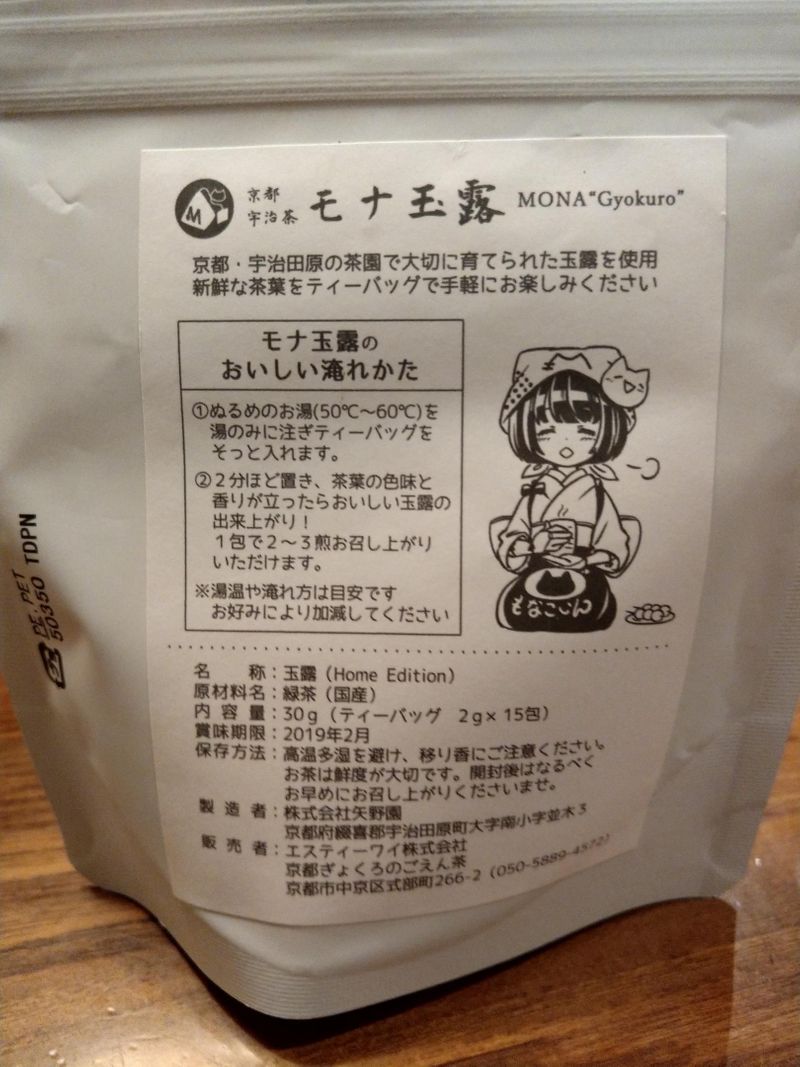 M
京都
宇治茶
モナ玉露 MONA“Gyokuro”
京都・宇治田原の茶園で大切に育てられた玉露を使用
新鮮な茶葉をティーバッグで手軽にお楽しみください
モナ玉露の
おいしい淹れかた
①ぬるめのお湯(50℃～60℃)を
湯のみに注ぎティーバッグを
そっと入れます。
②２分ほど置き、茶葉の色味と
香りが立ったらおいしい玉露の
出来上がり！
１包で２～３煎お召し上がり
いただけます。
※湯温や淹れ方は目安です
お好みにより加減してください
もなこいん
名　　称：玉露（Home Edition）
原材料名：緑茶（国産）
内 容 量：30ｇ（ティーバッグ　2g×15包）
賞味期限：2019年2月
保存方法：高温多湿を避け、移り香にご注意ください。
お茶は鮮度が大切です。開封後はなるべく
お早めにお召し上がりくださいませ。
製 造 者：株式会社矢野園
京都府綴喜郡宇治田原町大字南小字並木３
販 売 者：エスティーワイ株式会社
京都ぎょくろのごえん茶
京都市中京区式部町266-2（050-5889-4572）
PE,PET
50350 TDPN